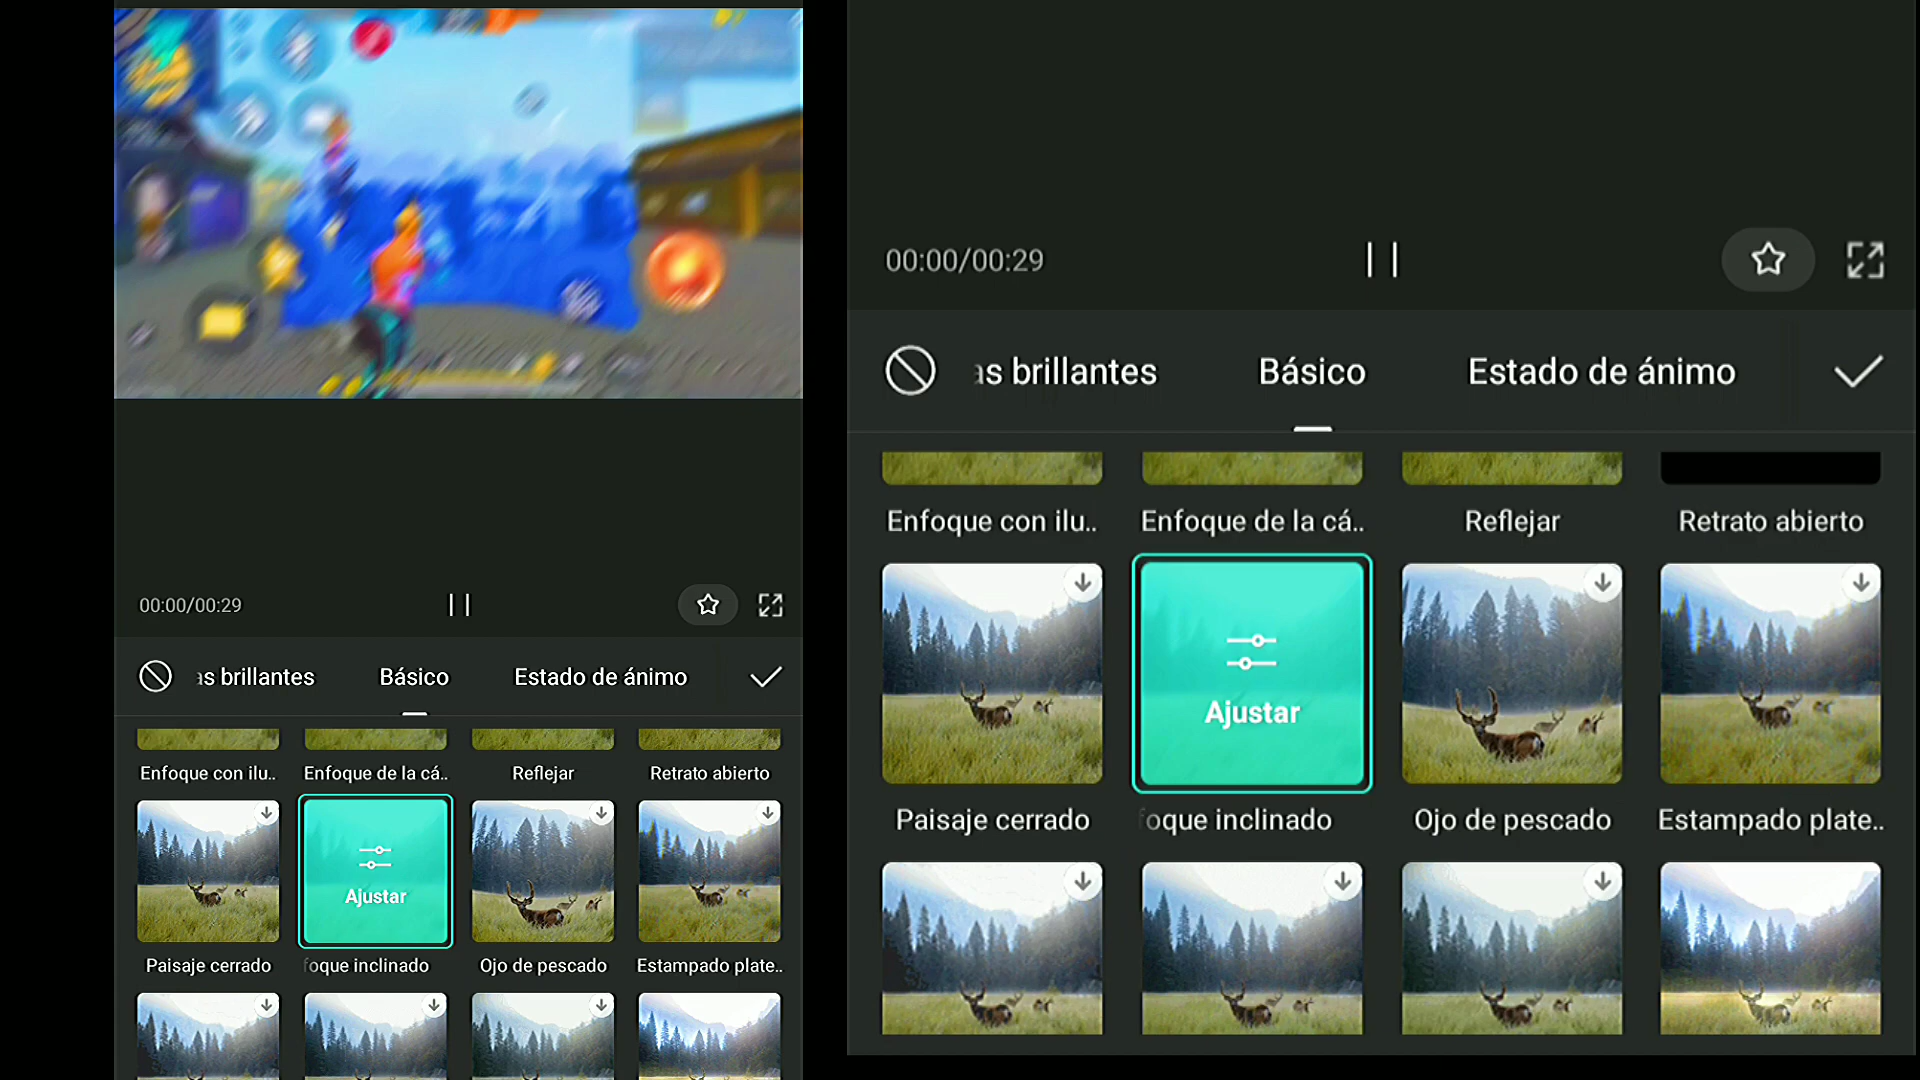 00:00/00:29
as brillantes Básico Estado de ánimo
Enfoque con ilu.. Enfoque de la cá.. Reflejar Retrato abierto
Ajustar
Paisaje cerrado foque inclinado Ojo de pescado Estampado plate..
00:00/00:29
as brillantes Básico Estado de ánimo
Enfoque con ilu.. Enfoque de la cá.. Reflejar Retrato abierto
Ajustar
Paisaje cerrado foque inclinado Ojo de pescado Estampado plate..